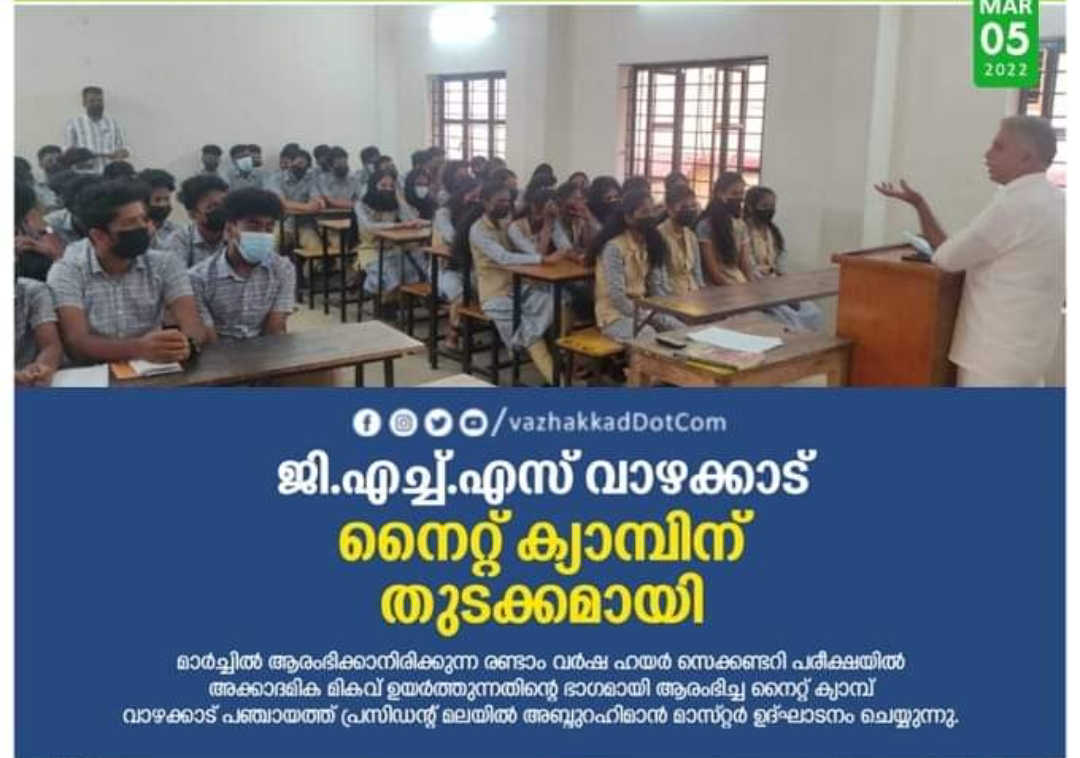 MAR
05
2022
/vazhakkadDotCom
ജി.എച്ച്.എസ് വാഴക്കാട്
നൈറ്റ് ക്യാമ്പിന്
തുടക്കമായി
മാർച്ചിൽ ആരംഭിക്കാനിരിക്കുന്ന രണ്ടാം വർഷ ഹയർ സെക്കണ്ടറി പരീക്ഷയിൽ
അക്കാദമിക മികവ് ഉയർത്തുന്നതിന്റെ ഭാഗമായി ആരംഭിച്ച നൈറ്റ് ക്യാമ്പ്
വാഴക്കാട് പഞ്ചായത്ത് പ്രസിഡന്റ് മലയിൽ അബ്ദുറഹിമാൻ മാസ്റ്റർ ഉദ്ഘാടനം ചെയ്യുന്നു.